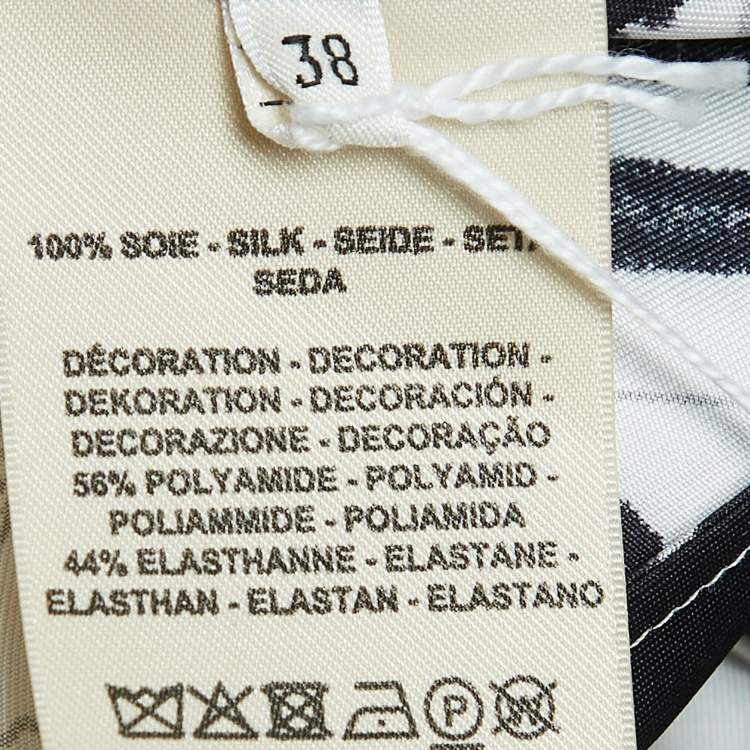 38
100% SOIE - SILK - SEIDE - SETA
SEDA
DÉCORATION - DECORATION -
DEKORATION - DECORACIÓN -
DECORAZIONE - DECORAÇÃO
56% POLYAMIDE - POLYAMID -
POLIAMMIDE - POLIAMIDA
44% ELASTHANNE - ELASTANE -
ELASTHAN - ELASTAN - ELASTANO
P W